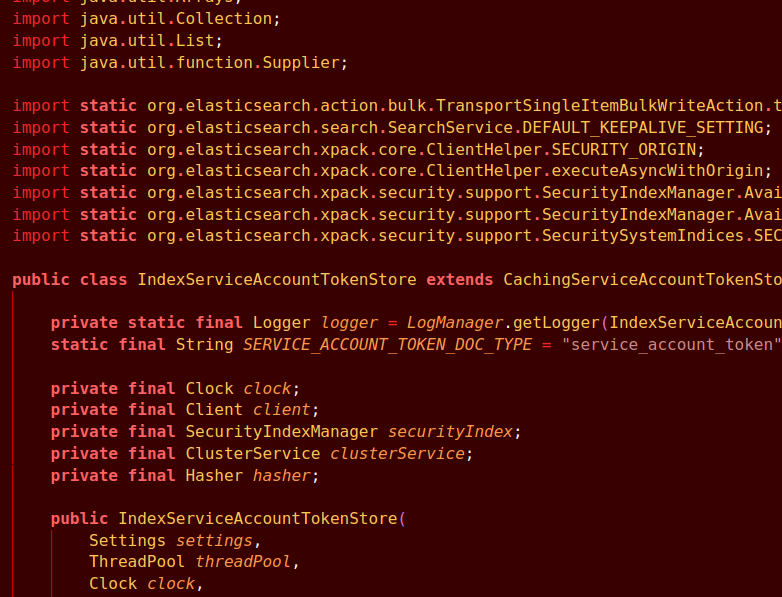 import java.util.Arrays;
import java.util.Collection;
import java.util.List;
import java.util.function.Supplier;
import static org.elasticsearch.action.bulk.TransportSingleItemBulkWriteAction.t
import static org.elasticsearch.search.SearchService.DEFAULT_KEEPALIVE_SETTING;
import static org.elasticsearch.xpack.core.ClientHelper.SECURITY_ORIGIN;
import static org.elasticsearch.xpack.core.ClientHelper.executeAsyncWithOrigin;
import static org.elasticsearch.xpack.security.support.SecurityIndexManager.Avai
import static org.elasticsearch.xpack.security.support.SecurityIndexManager.Avai
import static org.elasticsearch.xpack.security.support.SecuritySystemIndices.SEC
public class IndexServiceAccountTokenStore extends CachingServiceAccountTokenSto
private static final Logger logger = LogManager.getLogger(IndexServiceAccoun
static final String SERVICE_ACCOUNT_TOKEN_DOC_TYPE = "service_account_token"
private final Clock clock;
private final Client client;
private final SecurityIndexManager securityIndex;
private final ClusterService clusterService;
private final Hasher hasher;
public IndexServiceAccountTokenStore(
Settings settings,
ThreadPool threadPool,
Clock clock,